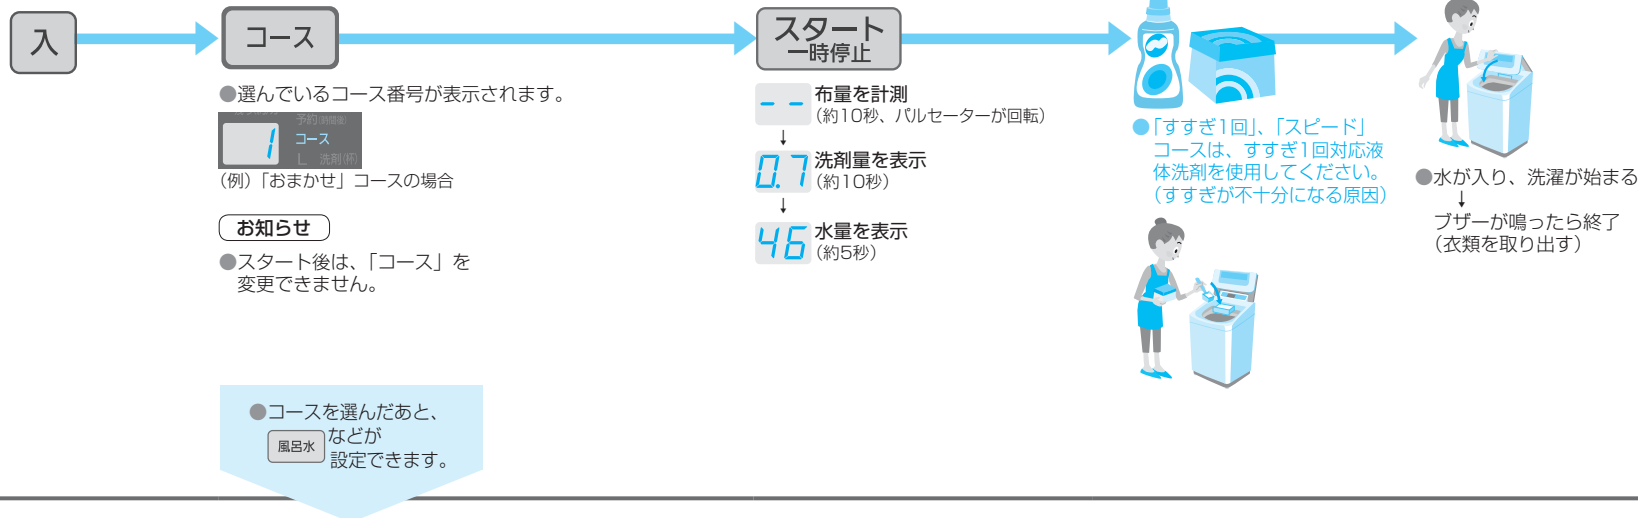 入
コース
●選んでいるコース番号が表示されます。
予約(時間後)
1
コース
L 洗剤(杯)
(例)「おまかせ」コースの場合
お知らせ
●スタート後は、「コース」を
変更できません。
●コースを選んだあと、
風呂水 などが
設定できます。
スタート
一時停止
-- 布量を計測
(約10秒、パルセーターが回転)
↓
0.7 洗剤量を表示
(約10秒)
↓
46 水量を表示
(約5秒)
●「すすぎ1回」、「スピード」
コースは、すすぎ1回対応液
体洗剤を使用してください。
(すすぎが不十分になる原因)
●水が入り、洗濯が始まる
↓
ブザーが鳴ったら終了
(衣類を取り出す)